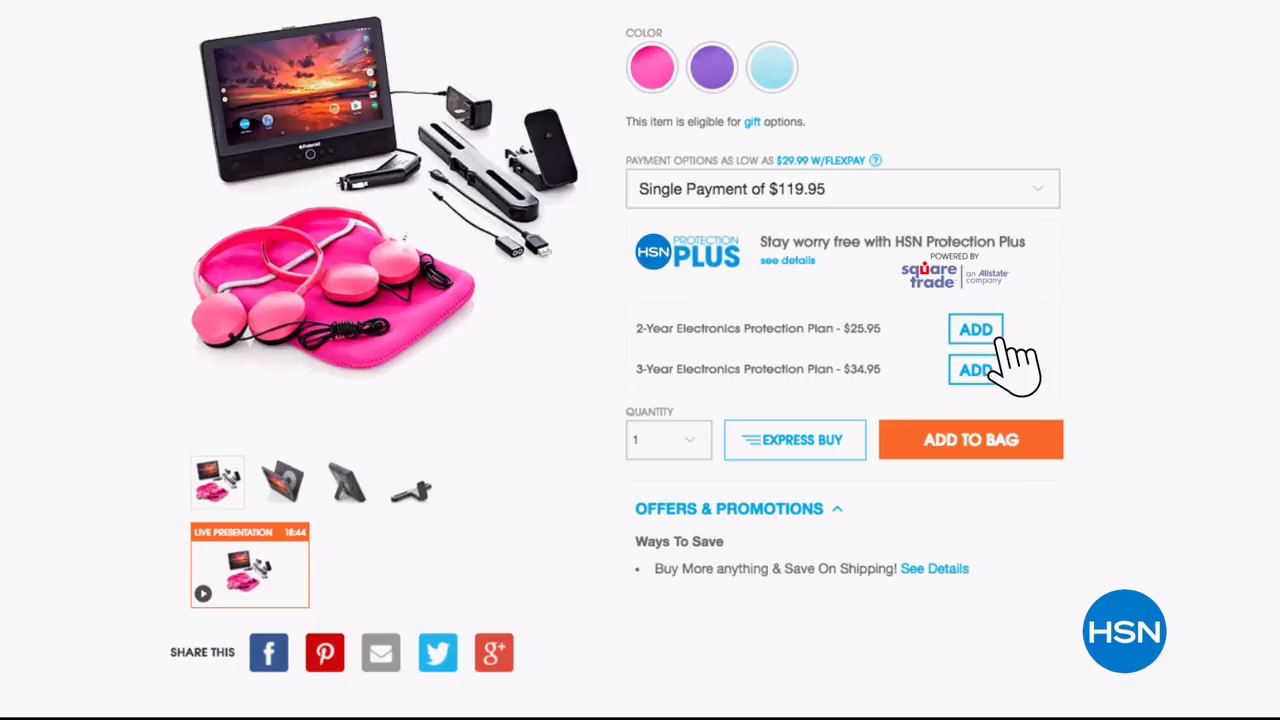 COLOR
This item is eligible for gift options.
PAYMENT OPTIONS AS LOW AS $29.99 W/FLEXPAY ?
Single Payment of $119.95
HSN PROTECTION PLUS
Stay worry free with HSN Protection Plus
see details
POWERED BY
square trade | an Allstate company
2-Year Electronics Protection Plan - $25.95
ADD
3-Year Electronics Protection Plan - $34.95
ADD
QUANTITY
1
EXPRESS BUY
ADD TO BAG
OFFERS & PROMOTIONS
Ways To Save
• Buy More anything & Save On Shipping! See Details
Polaroid
LIVE PRESENTATION 18:44
SHARE THIS
f
g+
HSN